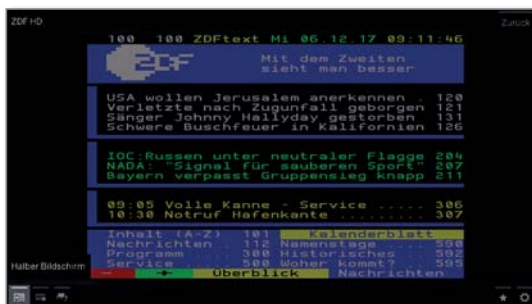 ZDF HD
Zurück
100 100 ZDFtext Mi 06.12.17 09:11:46
ZDF
Mit dem Zweiten
sieht man besser
USA wollen Jerusalem anerkennen . 120
Verletzte nach Zugunfall geborgen 121
Sänger Johnny Hallyday gestorben 131
Schwere Buschfeuer in Kalifornien 126
IOC:Russen unter neutraler Flagge 204
NADA: "Signal für sauberen Sport" 207
Bayern verpasst Gruppensieg knapp 211
09:05 Volle Kanne - Service ..... 306
10:30 Notruf Hafenkante ......... 307
Inhalt (A-Z) 101 Kalenderblatt
Nachrichten . 112 Namenstage ... 590
Programm 300 Historisches 592
Service ..... 500 Woher kommt? 595
Halber Bildschirm
- + Überblick Nachrichten